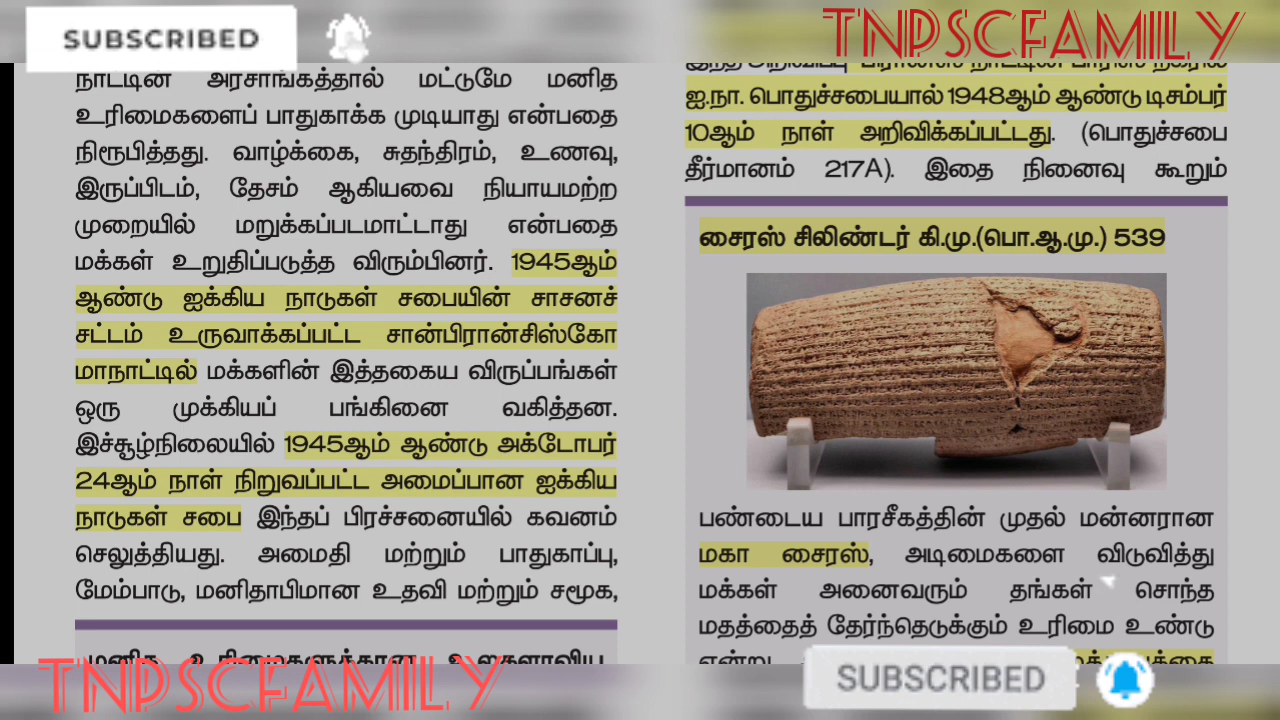 SUBSCRIBED
TNPSCFAMILY
நாட்டின் அரசாங்கத்தால் மட்டுமே மனித
உரிமைகளைப் பாதுகாக்க முடியாது என்பதை
நிரூபித்தது. வாழ்க்கை, சுதந்திரம், உணவு,
இருப்பிடம், தேசம் ஆகியவை நியாயமற்ற
முறையில் மறுக்கப்படமாட்டாது என்பதை
மக்கள் உறுதிப்படுத்த விரும்பினர். 1945ஆம்
ஆண்டு ஐக்கிய நாடுகள் சபையின் சாசனச்
சட்டம் உருவாக்கப்பட்ட சான்பிரான்சிஸ்கோ
மாநாட்டில் மக்களின் இத்தகைய விருப்பங்கள்
ஒரு முக்கியப் பங்கினை வகித்தன.
இச்சூழ்நிலையில் 1945ஆம் ஆண்டு அக்டோபர்
24ஆம் நாள் நிறுவப்பட்ட அமைப்பான ஐக்கிய
நாடுகள் சபை இந்தப் பிரச்சனையில் கவனம்
செலுத்தியது. அமைதி மற்றும் பாதுகாப்பு,
மேம்பாடு, மனிதாபிமான உதவி மற்றும் சமூக,
மனித உரிமைகளுக்கான உலகளாவிய
ஐ.நா. பொதுச்சபையால் 1948ஆம் ஆண்டு டிசம்பர்
10ஆம் நாள் அறிவிக்கப்பட்டது. (பொதுச்சபை
தீர்மானம் 217A). இதை நினைவு கூறும்
சைரஸ் சிலிண்டர் கி.மு.(பொ.ஆ.மு.) 539
பண்டைய பாரசீகத்தின் முதல் மன்னரான
மகா சைரஸ், அடிமைகளை விடுவித்து
மக்கள் அனைவரும் தங்கள் சொந்த
மதத்தைத் தேர்ந்தெடுக்கும் உரிமை உண்டு
என்று
TNPSCFAMILY
SUBSCRIBED